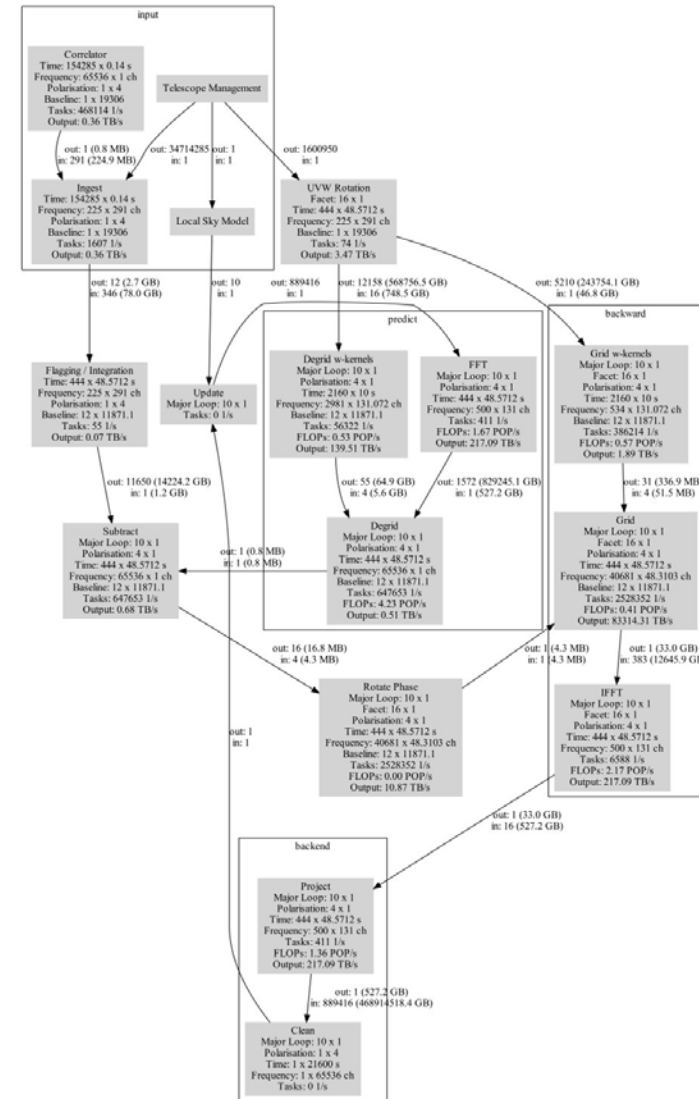 input
Correlator
Time: 154285 x 0.14 s
Frequency: 65536 x 1 ch
Polarisation: 1 x 4
Baseline: 1 x 19306
Tasks: 468114 1/s
Output: 0.36 TB/s
Telescope Management
out: 1 (0.8 MB)
in: 291 (224.9 MB)
out: 34714285
in: 1
out: 1
in: 1
out: 1600950
in: 1
Ingest
Time: 154285 x 0.14 s
Frequency: 225 x 291 ch
Polarisation: 1 x 4
Baseline: 1 x 19306
Tasks: 1607 1/s
Output: 0.36 TB/s
Local Sky Model
UVW Rotation
Facet: 16 x 1
Time: 444 x 48.5712 s
Frequency: 225 x 291 ch
Baseline: 1 x 19306
Tasks: 74 1/s
Output: 3.47 TB/s
out: 12 (2.7 GB)
in: 346 (78.0 GB)
out: 10
in: 1
out: 889416
in: 1
out: 12158 (568756.5 GB)
in: 16 (748.5 GB)
out: 5210 (243754.1 GB)
in: 1 (46.8 GB)
Flagging / Integration
Time: 444 x 48.5712 s
Frequency: 225 x 291 ch
Polarisation: 1 x 4
Baseline: 12 x 11871.1
Tasks: 55 1/s
Output: 0.07 TB/s
Update
Major Loop: 10 x 1
Tasks: 0 1/s
predict
Degrid w-kernels
Major Loop: 10 x 1
Polarisation: 4 x 1
Time: 2160 x 10 s
Frequency: 2981 x 131.072 ch
Baseline: 12 x 11871.1
Tasks: 56322 1/s
FLOPs: 0.53 POP/s
Output: 139.51 TB/s
FFT
Major Loop: 10 x 1
Polarisation: 4 x 1
Time: 444 x 48.5712 s
Frequency: 500 x 131 ch
Tasks: 411 1/s
FLOPs: 1.67 POP/s
Output: 217.09 TB/s
backward
Grid w-kernels
Major Loop: 10 x 1
Facet: 16 x 1
Polarisation: 4 x 1
Time: 2160 x 10 s
Frequency: 534 x 131.072 ch
Baseline: 12 x 11871.1
Tasks: 386214 1/s
FLOPs: 0.57 POP/s
Output: 1.89 TB/s
out: 11650 (14224.2 GB)
in: 1 (1.2 GB)
out: 55 (64.9 GB)
in: 4 (5.6 GB)
out: 1572 (829245.1 GB)
in: 1 (527.2 GB)
out: 31 (336.9 MB
in: 4 (51.5 MB)
Subtract
Major Loop: 10 x 1
Polarisation: 4 x 1
Time: 444 x 48.5712 s
Frequency: 65536 x 1 ch
Baseline: 12 x 11871.1
Tasks: 647653 1/s
Output: 0.68 TB/s
out: 1 (0.8 MB)
in: 1 (0.8 MB)
Degrid
Major Loop: 10 x 1
Polarisation: 4 x 1
Time: 444 x 48.5712 s
Frequency: 65536 x 1 ch
Baseline: 12 x 11871.1
Tasks: 647653 1/s
FLOPs: 4.23 POP/s
Output: 0.51 TB/s
Grid
Major Loop: 10 x 1
Facet: 16 x 1
Polarisation: 4 x 1
Time: 444 x 48.5712 s
Frequency: 40681 x 48.3103 ch
Baseline: 12 x 11871.1
Tasks: 2528352 1/s
FLOPs: 0.41 POP/s
Output: 83314.31 TB/s
out: 16 (16.8 MB)
in: 4 (4.3 MB)
out: 1 (4.3 MB)
in: 1 (4.3 MB)
out: 1 (33.0 GB)
in: 383 (12645.9 GB
Rotate Phase
Major Loop: 10 x 1
Facet: 16 x 1
Polarisation: 4 x 1
Time: 444 x 48.5712 s
Frequency: 40681 x 48.3103 ch
Baseline: 12 x 11871.1
Tasks: 2528352 1/s
FLOPs: 0.00 POP/s
Output: 10.87 TB/s
IFFT
Major Loop: 10 x 1
Facet: 16 x 1
Polarisation: 4 x 1
Time: 444 x 48.5712 s
Frequency: 500 x 131 ch
Tasks: 6588 1/s
FLOPs: 2.17 POP/s
Output: 217.09 TB/s
out: 1
in: 1
out: 1 (33.0 GB)
in: 16 (527.2 GB)
backend
Project
Major Loop: 10 x 1
Polarisation: 4 x 1
Time: 444 x 48.5712 s
Frequency: 500 x 131 ch
Tasks: 411 1/s
FLOPs: 1.36 POP/s
Output: 217.09 TB/s
out: 1 (527.2 GB)
in: 889416 (468914518.4 GB)
Clean
Major Loop: 10 x 1
Polarisation: 1 x 4
Time: 1 x 21600 s
Frequency: 1 x 65536 ch
Tasks: 0 1/s